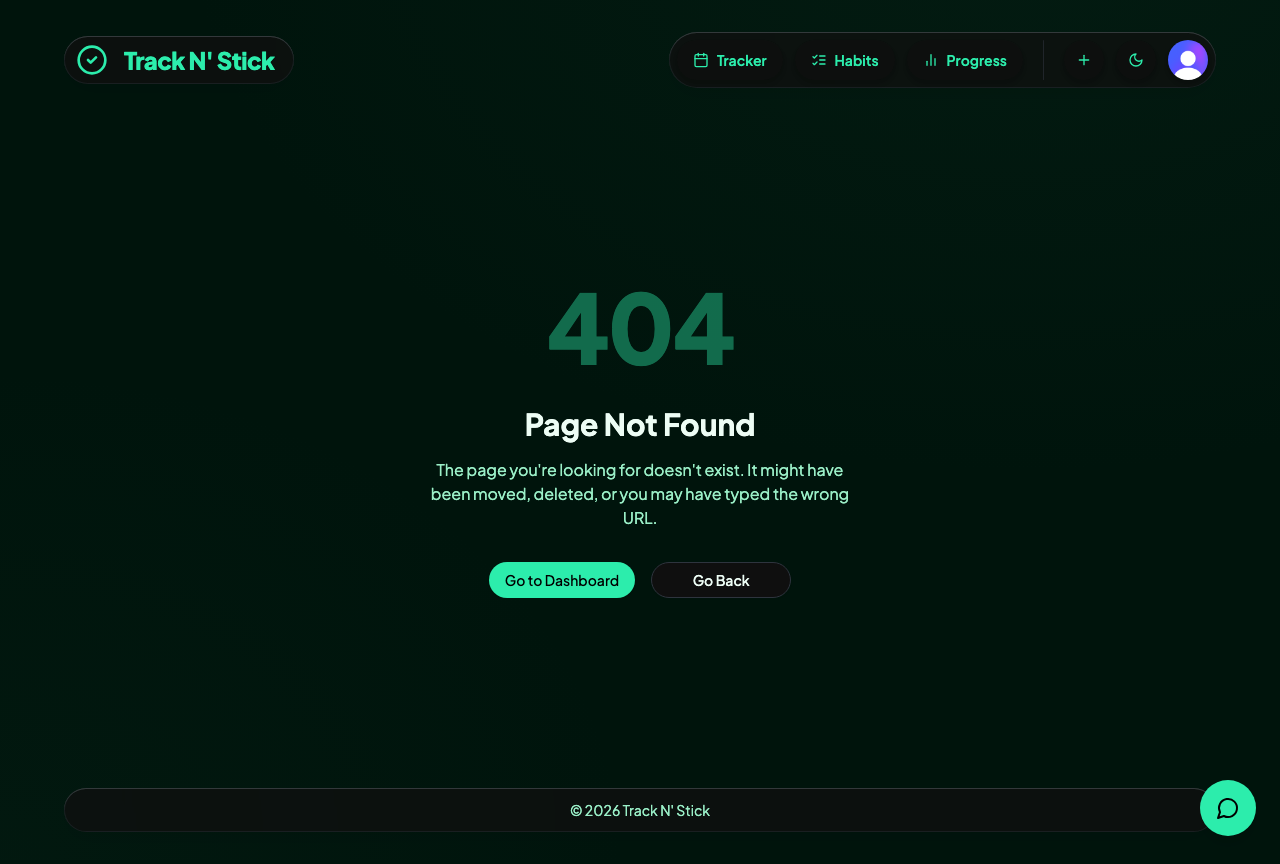 Track N' Stick
Tracker
Habits
Progress
404
Page Not Found
The page you're looking for doesn't exist. It might have
been moved, deleted, or you may have typed the wrong
URL.
Go to Dashboard
Go Back
© 2026 Track N' Stick